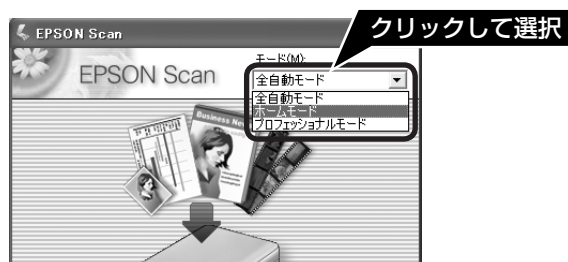 クリックして選択
EPSON Scan
モード(M):
EPSON Scan
全自動モード
全自動モード
ホームモード
プロフェッショナルモード
Business New